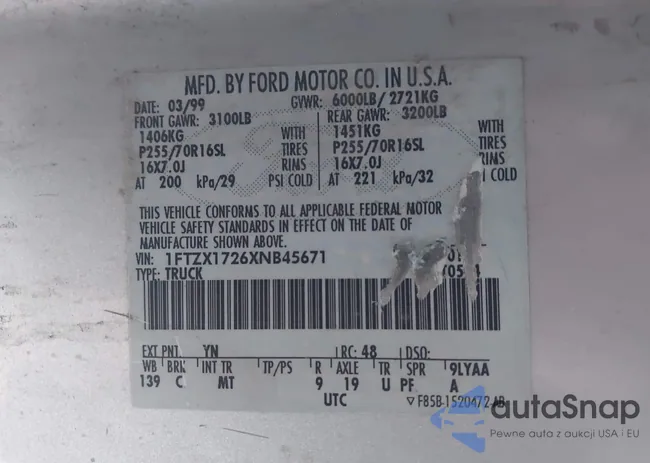 MFD. BY FORD MOTOR CO. IN U.S.A.
DATE: 03/99 GVWR: 6000LB/ 2721KG
FRONT GAWR: 3100LB REAR GAWR: 3200LB
1406KG WITH 1451KG WITH
P255/70R16SL TIRES P255/70R16SL TIRES
16X7.0J RIMS 16X7.0J RIMS
AT 200 kPa/29 PSI COLD AT 221 kPa/32 PSI COLD
THIS VEHICLE CONFORMS TO ALL APPLICABLE FEDERAL MOTOR
VEHICLE SAFETY STANDARDS IN EFFECT ON THE DATE OF
MANUFACTURE SHOWN ABOVE.
VIN: 1FTZX1726XNB45671
TYPE: TRUCK
EXT PNT: YN RC: 48 DSO:
WB BRK INT TR TP/PS R AXLE TR SPR 9LYAA
139 C MT 9 19 U PF A
UTC ▽ F85B-1520472-AB
autaSnap
Pewne auta z aukcji USA i EU